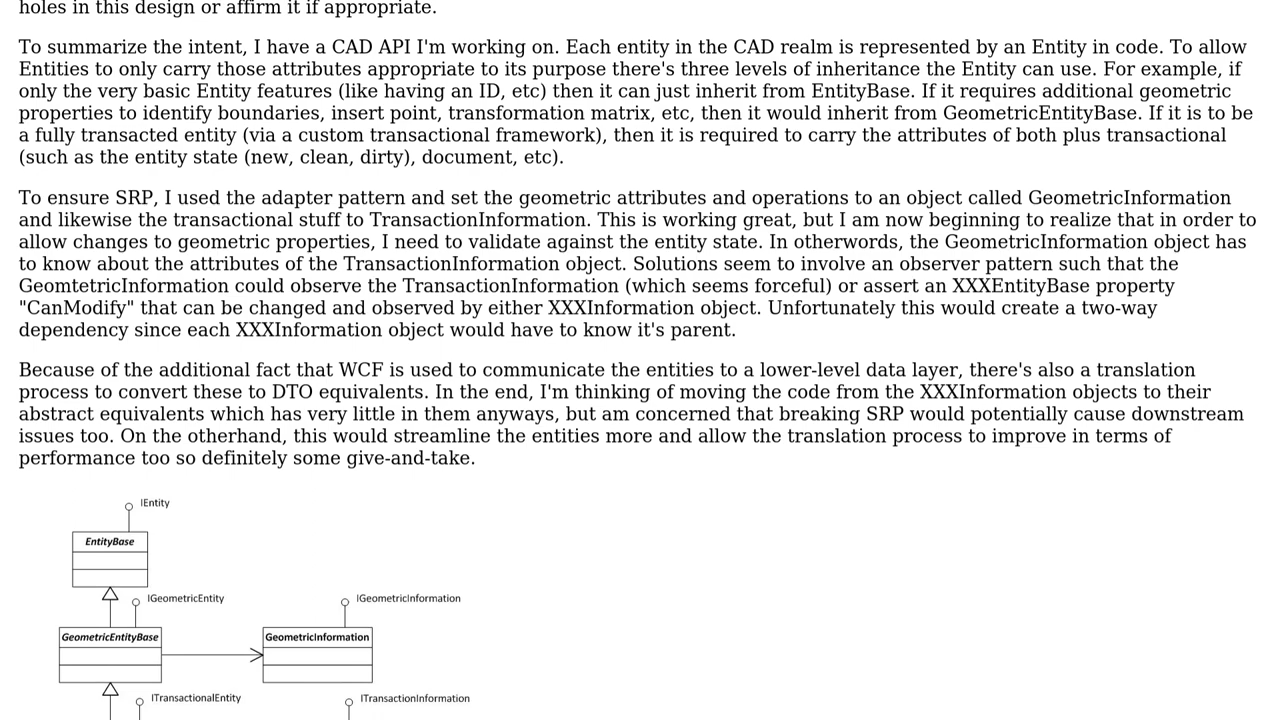 holes in this design or affirm it if appropriate.
To summarize the intent, I have a CAD API I'm working on. Each entity in the CAD realm is represented by an Entity in code. To allow
Entities to only carry those attributes appropriate to its purpose there's three levels of inheritance the Entity can use. For example, if
only the very basic Entity features (like having an ID, etc) then it can just inherit from EntityBase. If it requires additional geometric
properties to identify boundaries, insert point, transformation matrix, etc, then it would inherit from GeometricEntityBase. If it is to be
a fully transacted entity (via a custom transactional framework), then it is required to carry the attributes of both plus transactional
(such as the entity state (new, clean, dirty), document, etc).
To ensure SRP, I used the adapter pattern and set the geometric attributes and operations to an object called GeometricInformation
and likewise the transactional stuff to TransactionInformation. This is working great, but I am now beginning to realize that in order to
allow changes to geometric properties, I need to validate against the entity state. In otherwords, the GeometricInformation object has
to know about the attributes of the TransactionInformation object. Solutions seem to involve an observer pattern such that the
GeomtetricInformation could observe the TransactionInformation (which seems forceful) or assert an XXXEntityBase property
"CanModify" that can be changed and observed by either XXXInformation object. Unfortunately this would create a two-way
dependency since each XXXInformation object would have to know it's parent.
Because of the additional fact that WCF is used to communicate the entities to a lower-level data layer, there's also a translation
process to convert these to DTO equivalents. In the end, I'm thinking of moving the code from the XXXInformation objects to their
abstract equivalents which has very little in them anyways, but am concerned that breaking SRP would potentially cause downstream
issues too. On the otherhand, this would streamline the entities more and allow the translation process to improve in terms of
performance too so definitely some give-and-take.
IEntity
EntityBase
IGeometricEntity
IGeometricInformation
GeometricEntityBase
GeometricInformation
ITransactionalEntity
ITransactionInformation